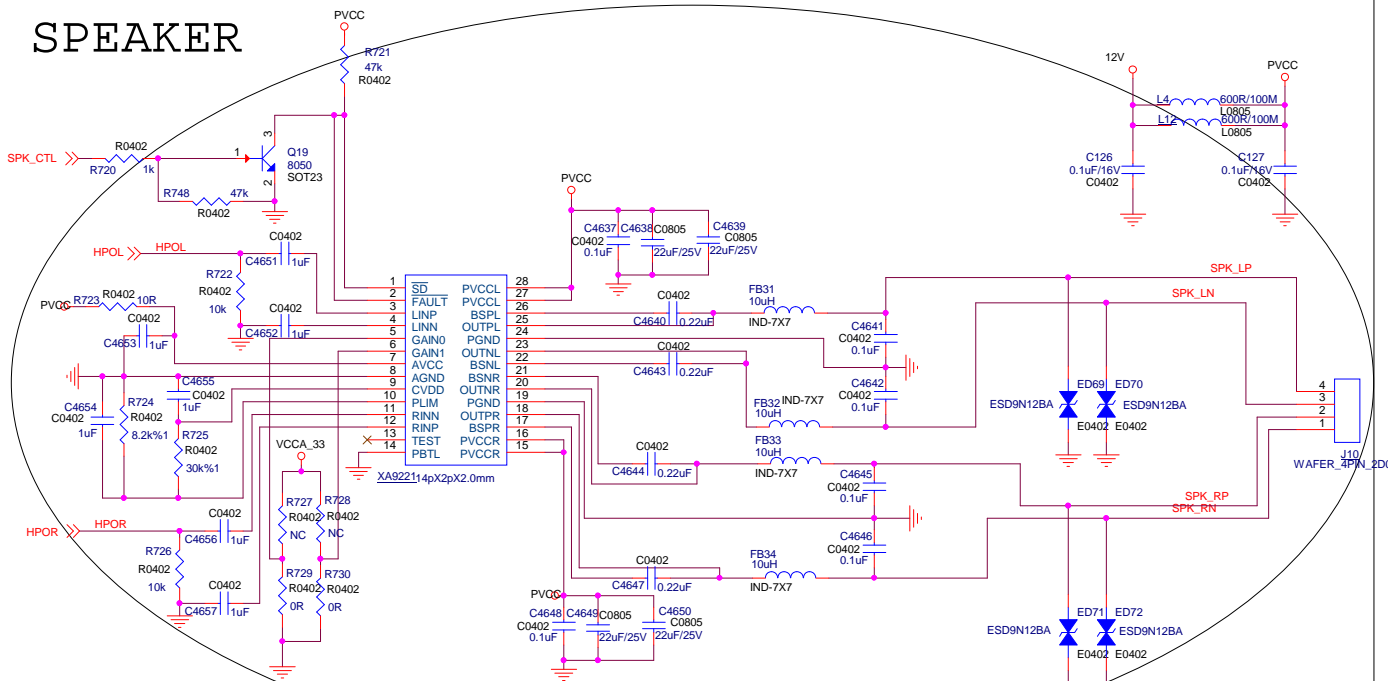 SPEAKER
PVCC
R721
47k
R0402
12V
PVCC
L4
600R/100M
L0805
L12
600R/100M
L0805
C126
0.1uF/16V
C0402
C127
0.1uF/16V
C0402
SPK_CTL
R0402
R720
1k
1
3
2
Q19
8050
SOT23
R748
47k
R0402
PVCC
C4637
C0402
0.1uF
C4638
C0805
22uF/25V
C4639
C0805
22uF/25V
HPOL
HPOL
C0402
C4651
1uF
R722
R0402
10k
C0402
C4652
1uF
PVCC
R723
R0402
10R
C0402
C4653
1uF
C4654
C0402
1uF
R724
R0402
8.2k%1
C4655
C0402
1uF
R725
R0402
30k%1
1 SD PVCCL 28
2 FAULT PVCCL 27
3 LINP BSPL 26
4 LINN OUTPL 25
5 GAIN0 PGND 24
6 GAIN1 OUTNL 23
7 AVCC BSNL 22
8 AGND BSNR 21
9 CVDD OUTNR 20
10 PLIM PGND 19
11 RINN OUTPR 18
12 RINP BSPR 17
13 TEST PVCCR 16
14 PBTL PVCCR 15
XA9221
14pX2pX2.0mm
C0402
C4640
0.22uF
FB31
10uH
IND-7X7
C4641
C0402
0.1uF
C0402
C4643
0.22uF
C4642
C0402
0.1uF
IND-7X7
FB32
10uH
FB33
10uH
IND-7X7
C0402
C4644
0.22uF
C4645
C0402
0.1uF
C4646
C0402
0.1uF
C0402
C4647
0.22uF
FB34
10uH
IND-7X7
SPK_LP
SPK_LN
SPK_RP
SPK_RN
ED69
ED70
ESD9N12BA
ESD9N12BA
E0402
E0402
4
3
2
1
J10
WAFER_4PIN_2D0
VCCA_33
R727
R0402
NC
R728
R0402
NC
R729
R0402
0R
R730
R0402
0R
HPOR
HPOR
C0402
C4656
1uF
R726
R0402
10k
C0402
C4657
1uF
PVCC
C4648
C0402
0.1uF
C4649
C0805
22uF/25V
C4650
C0805
22uF/25V
ED71
ED72
ESD9N12BA
ESD9N12BA
E0402
E0402